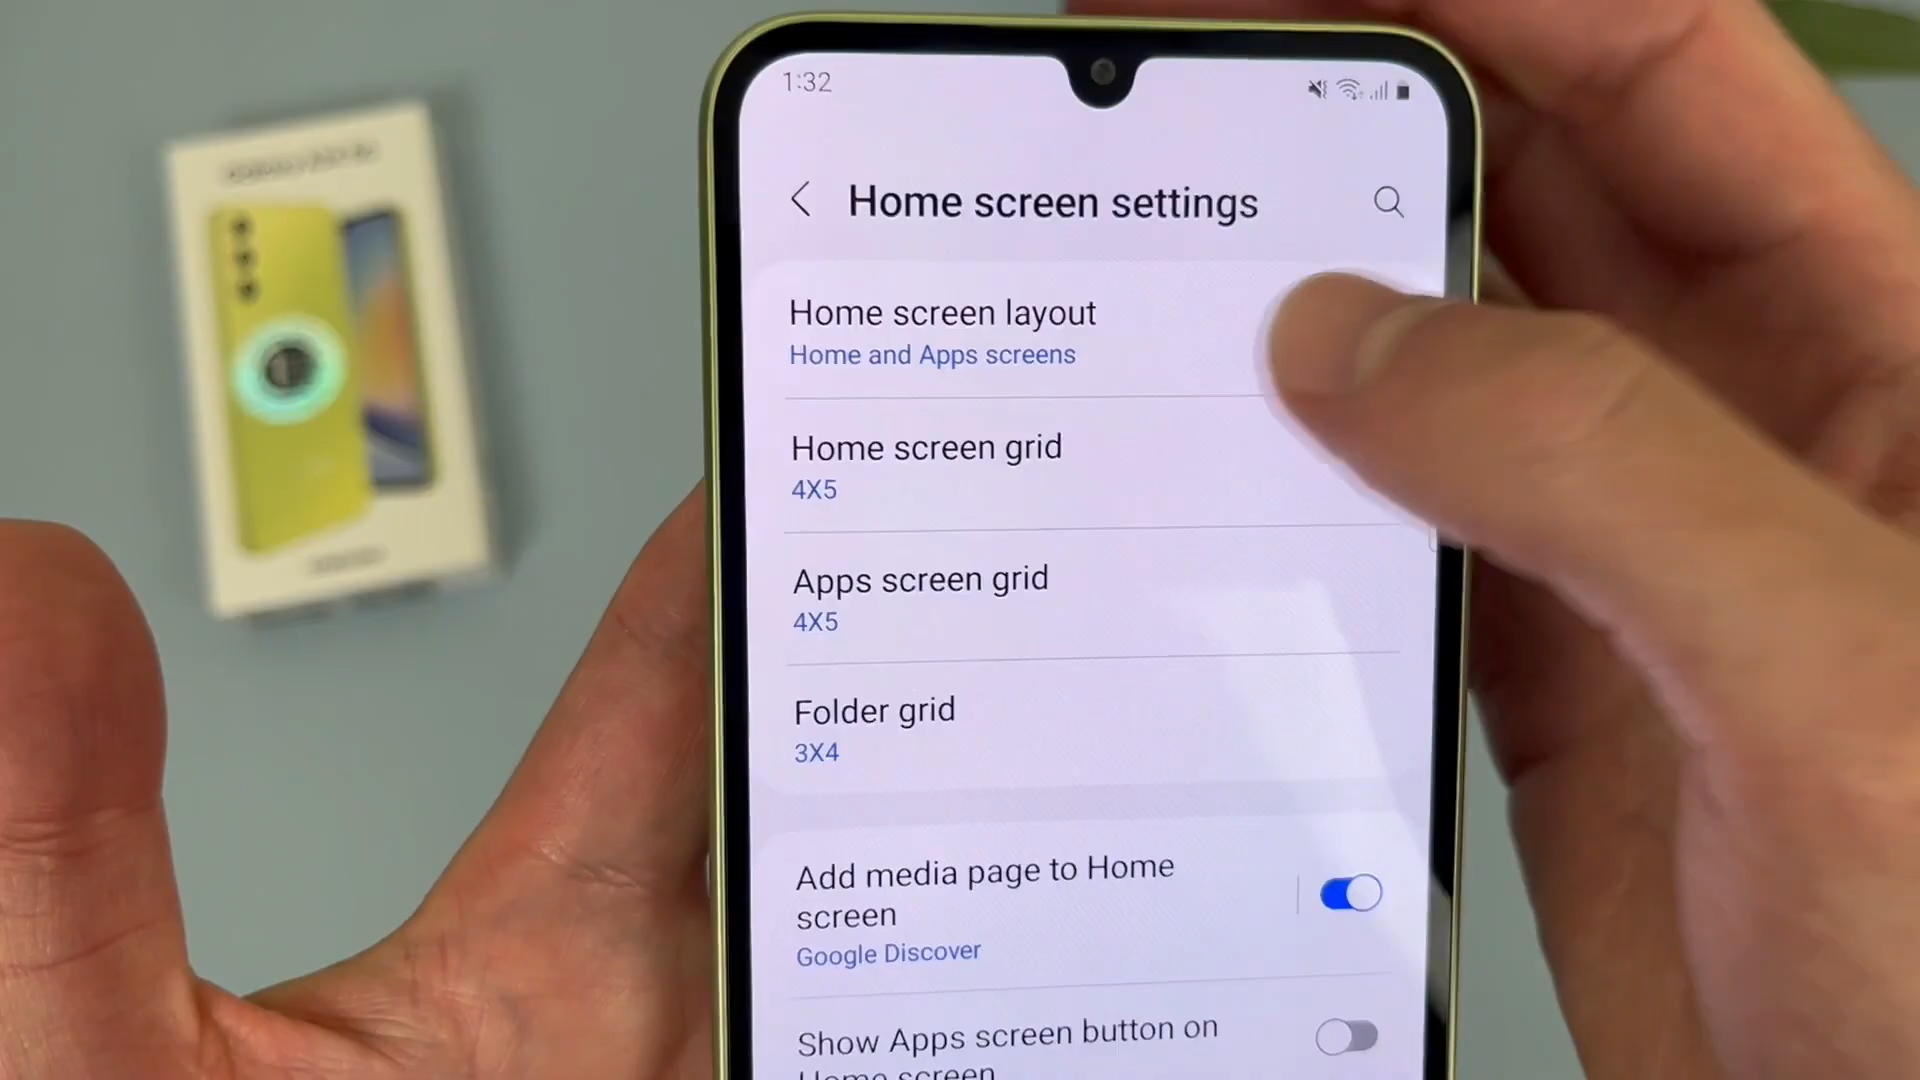 1:32
Home screen settings
Home screen layout
Home and Apps screens
Home screen grid
4X5
Apps screen grid
4X5
Folder grid
3X4
Add media page to Home
screen
Google Discover
Show Apps screen button on
Home screen